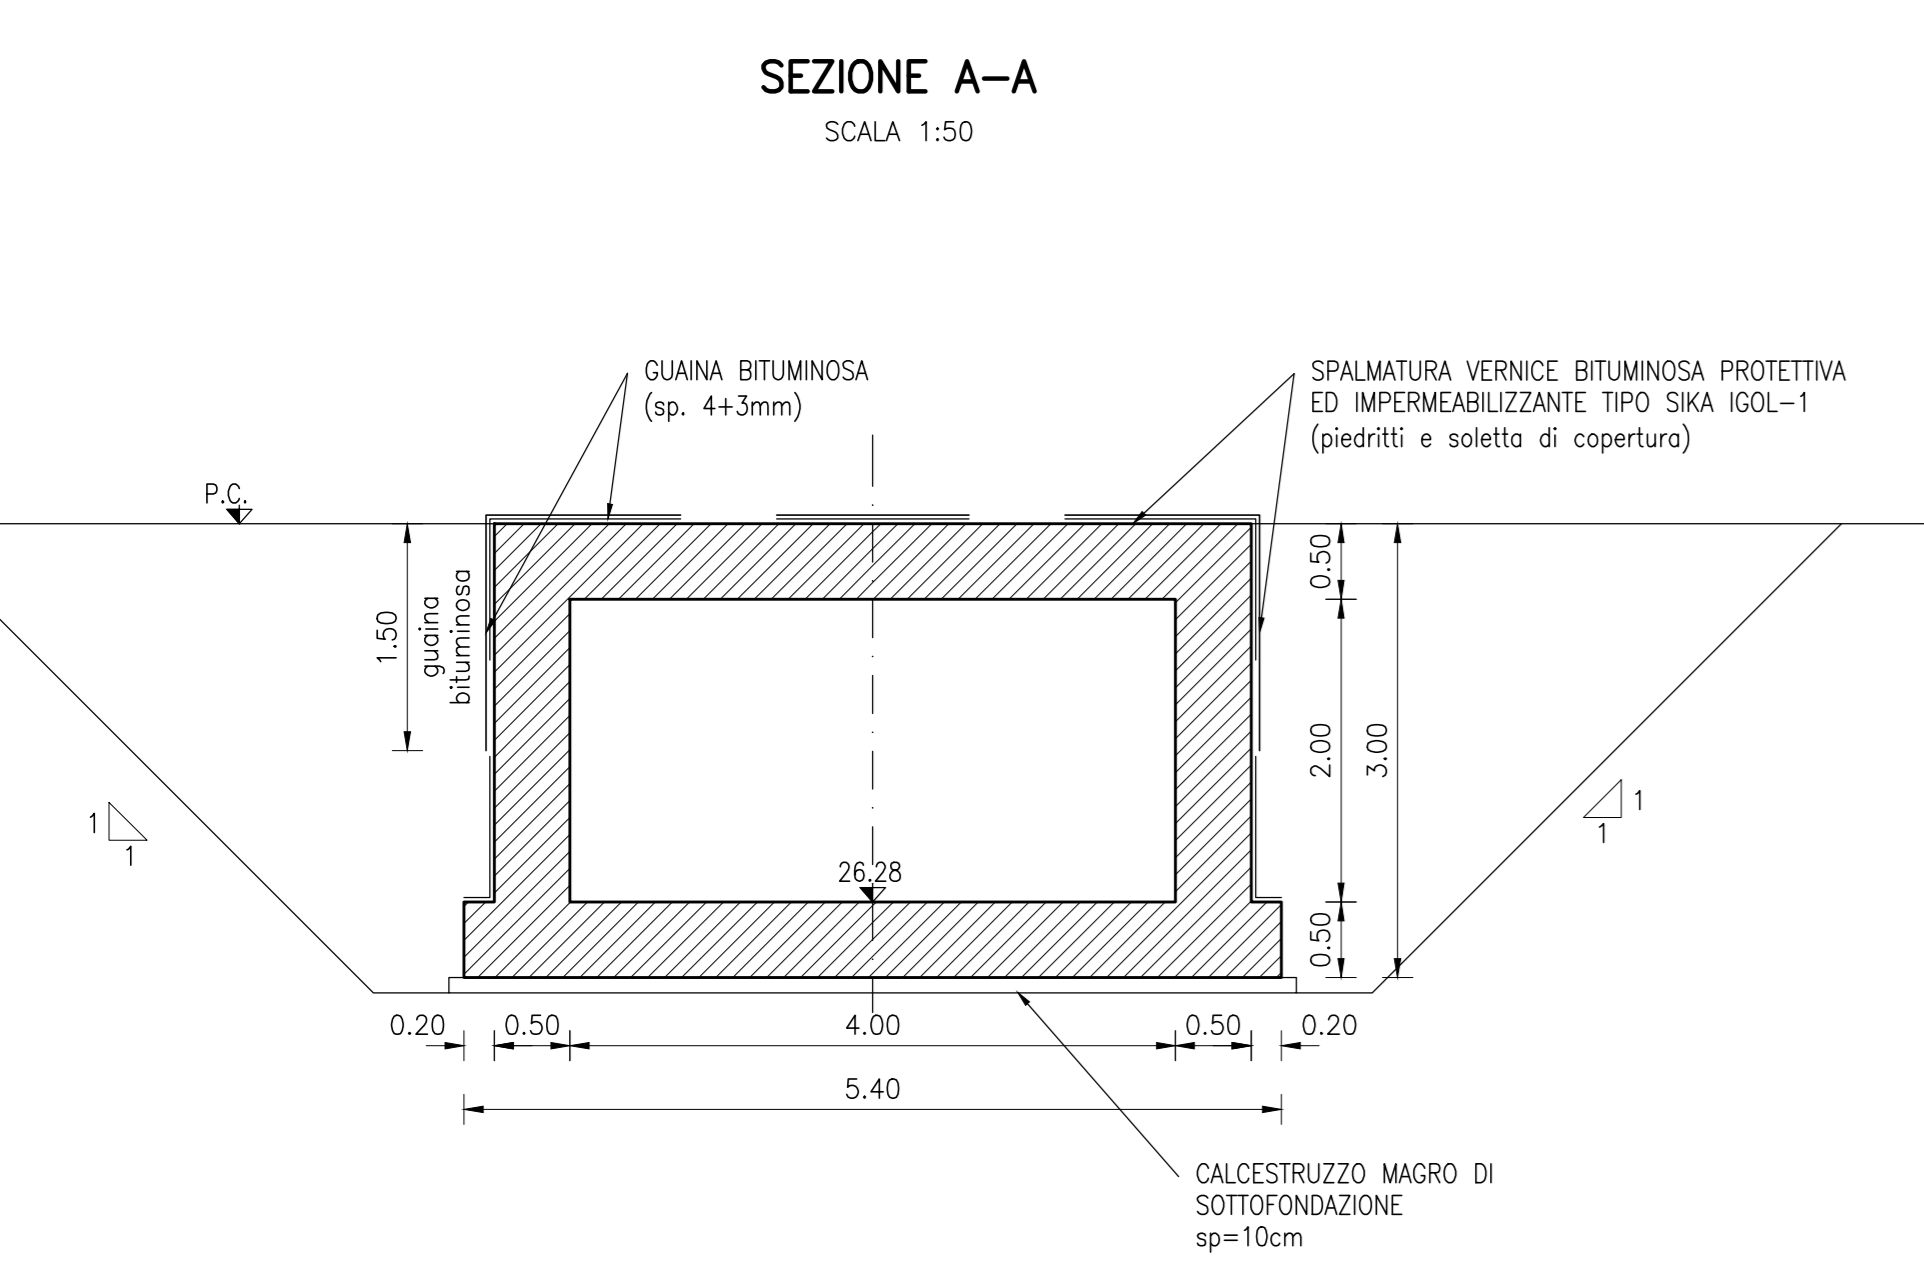 SEZIONE A-A
SCALA 1:50
GUAINA BITUMINOSA
(sp. 4+3mm)
SPALMATURA VERNICE BITUMINOSA PROTETTIVA
ED IMPERMEABILIZZANTE TIPO SIKA IGOL-1
(piedritti e soletta di copertura)
P.C.
1.50
guaina
bituminosa
0.50
2.00
3.00
0.50
1
1
1
1
26.28
0.20
0.50
4.00
0.50
0.20
5.40
CALCESTRUZZO MAGRO DI
SOTTOFONDAZIONE
sp=10cm